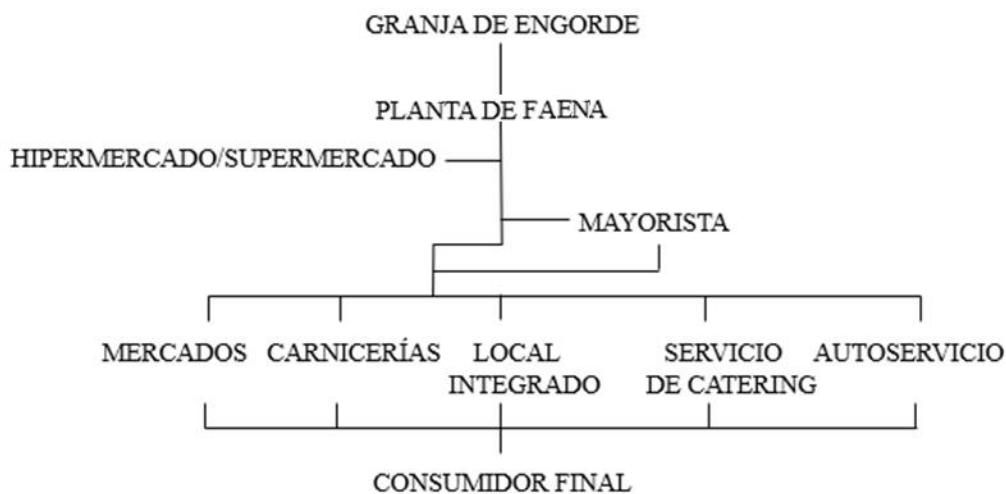 GRANJA DE ENGORDE
PLANTA DE FAENA
HIPERMERCADO/SUPERMERCADO
MAYORISTA
MERCADOS
CARNICERÍAS
LOCAL
INTEGRADO
SERVICIO
DE CATERING
AUTOSERVICIO
CONSUMIDOR FINAL